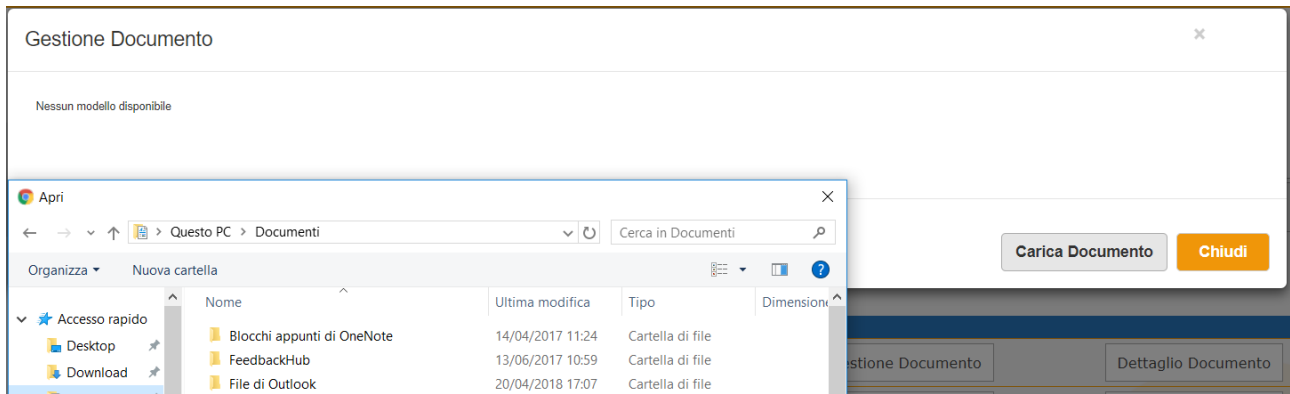 Gestione Documento
×
Nessun modello disponibile
Apri
Questo PC > Documenti
Cerca in Documenti
Carica Documento
Chiudi
Organizza
Nuova cartella
?
Nome
Ultima modifica
Tipo
Dimensione
Accesso rapido
Desktop
Download
Blocchi appunti di OneNote 14/04/2017 11:24 Cartella di file
FeedbackHub 13/06/2017 10:59 Cartella di file
File di Outlook 20/04/2018 17:07 Cartella di file
stione Documento
Dettaglio Documento